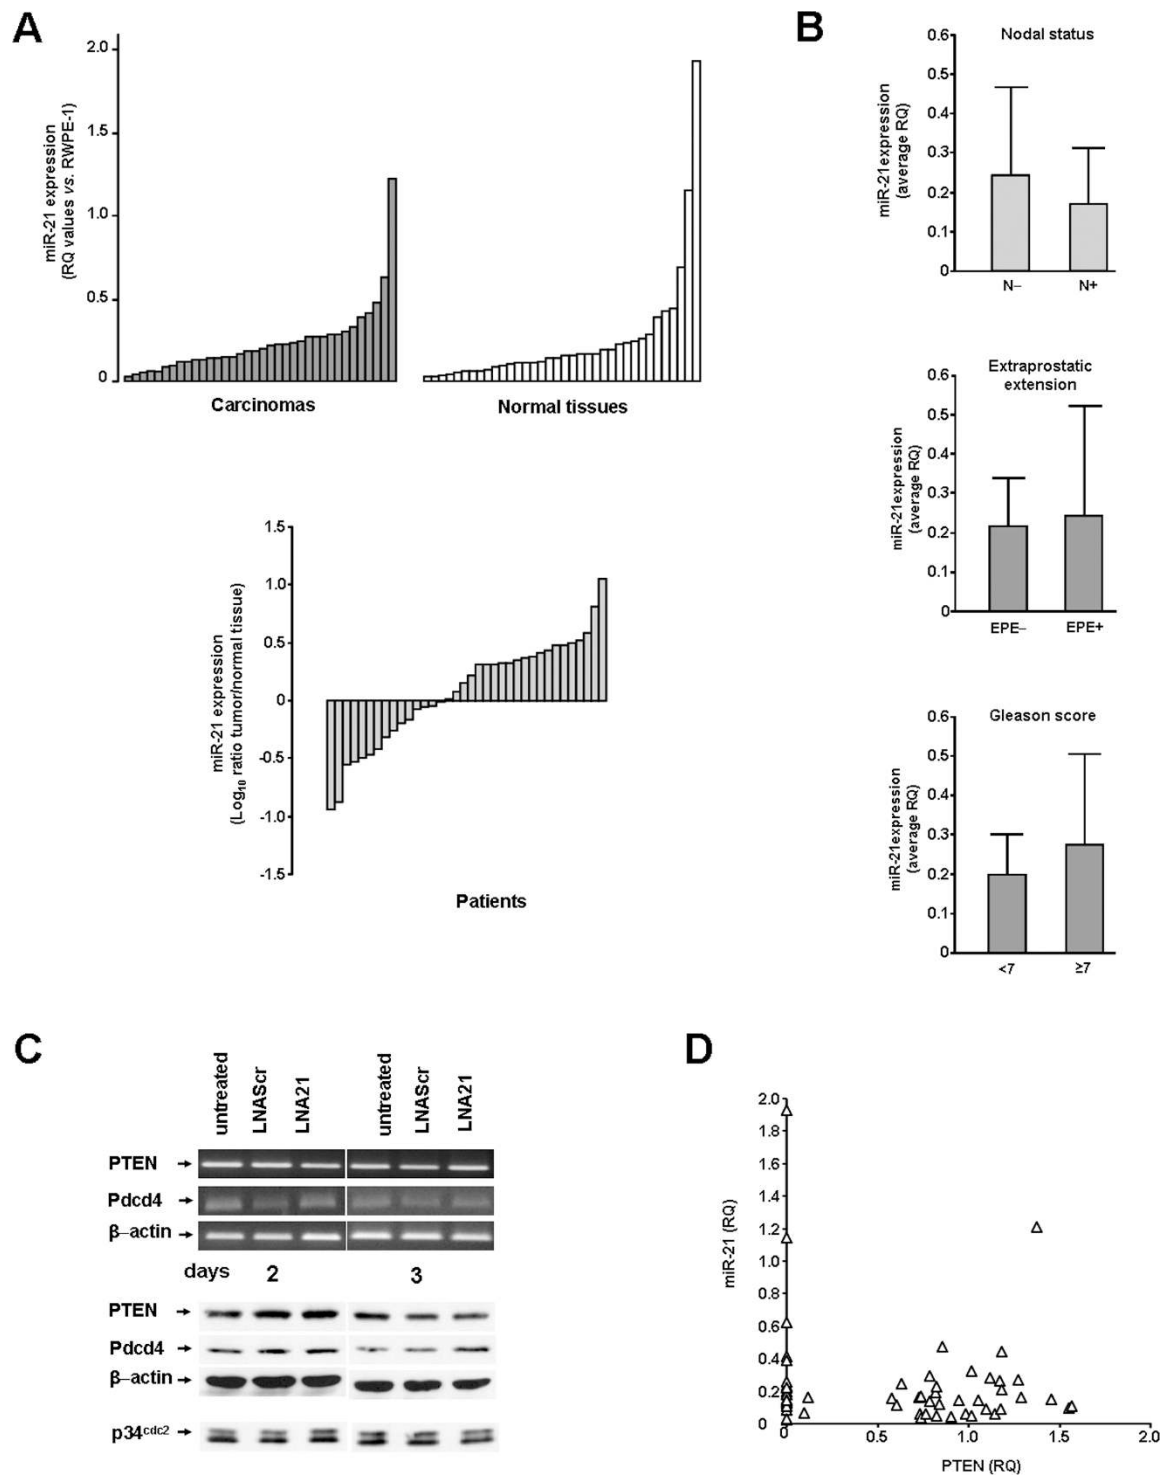 A
miR-21 expression
(RQ values vs. RWPE-1)
2.0
1.5
1.0
0.5
0
Carcinomas
Normal tissues
miR-21 expression
(Log10 ratio tumor/normal tissue)
1.5
1.0
0.5
0
-0.5
-1.0
-1.5
Patients
B
Nodal status
miR-21expression
(average RQ)
0.6
0.5
0.4
0.3
0.2
0.1
0
N–
N+
Extraprostatic
extension
miR-21expression
(average RQ)
0.6
0.5
0.4
0.3
0.2
0.1
0
EPE–
EPE+
Gleason score
miR-21expression
(average RQ)
0.6
0.5
0.4
0.3
0.2
0.1
0
<7
≥7
C
untreated
LNAScr
LNA21
untreated
LNAScr
LNA21
PTEN
Pdcd4
β–actin
days 2 3
PTEN
Pdcd4
β–actin
p34cdc2
D
miR-21 (RQ)
2.0
1.8
1.6
1.4
1.2
1.0
0.8
0.6
0.4
0.2
0
0 0.5 1.0 1.5 2.0
PTEN (RQ)